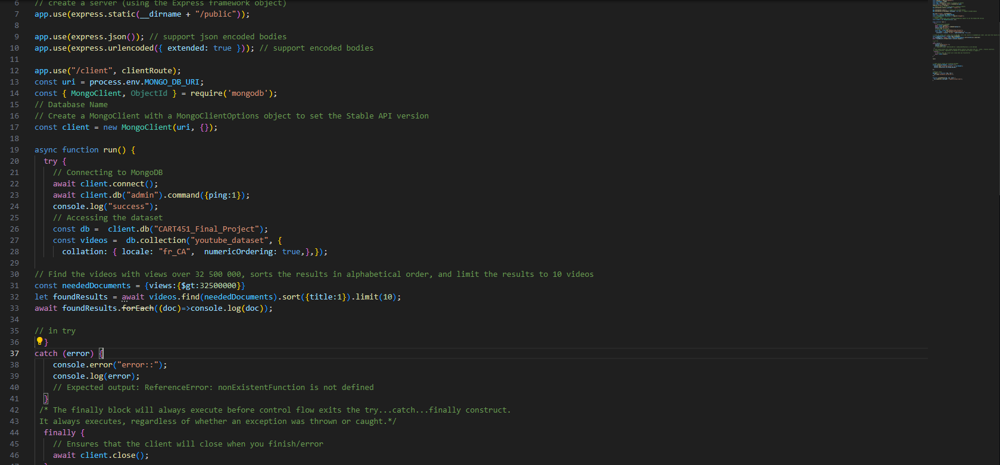 6 // create a server (using the Express framework object)
7 app.use(express.static(__dirname + "/public"));
8
9 app.use(express.json()); // support json encoded bodies
10 app.use(express.urlencoded({ extended: true })); // support encoded bodies
11
12 app.use("/client", clientRoute);
13 const uri = process.env.MONGO_DB_URI;
14 const { MongoClient, ObjectId } = require('mongodb');
15 // Database Name
16 // Create a MongoClient with a MongoClientOptions object to set the Stable API version
17 const client = new MongoClient(uri, {});
18
19 async function run() {
20 try {
21 // Connecting to MongoDB
22 await client.connect();
23 await client.db("admin").command({ping:1});
24 console.log("success");
25 // Accessing the dataset
26 const db =  client.db("CART451_Final_Project");
27 const videos =  db.collection("youtube_dataset", {
28 collation: { locale: "fr_CA",  numericOrdering: true,},});
29
30 // Find the videos with views over 32 500 000, sorts the results in alphabetical order, and limit the results to 10 videos
31 const neededDocuments = {views:{$gt:32500000}}
32 let foundResults = await videos.find(neededDocuments).sort({title:1}).limit(10);
33 await foundResults.forEach((doc)=>console.log(doc));
34
35 // in try
36 }
37 catch (error) {
38 console.error("error::");
39 console.log(error);
40 // Expected output: ReferenceError: nonExistentFunction is not defined
41 }
42 /* The finally block will always execute before control flow exits the try...catch...finally construct.
43 It always executes, regardless of whether an exception was thrown or caught.*/
44 finally {
45 // Ensures that the client will close when you finish/error
46 await client.close();